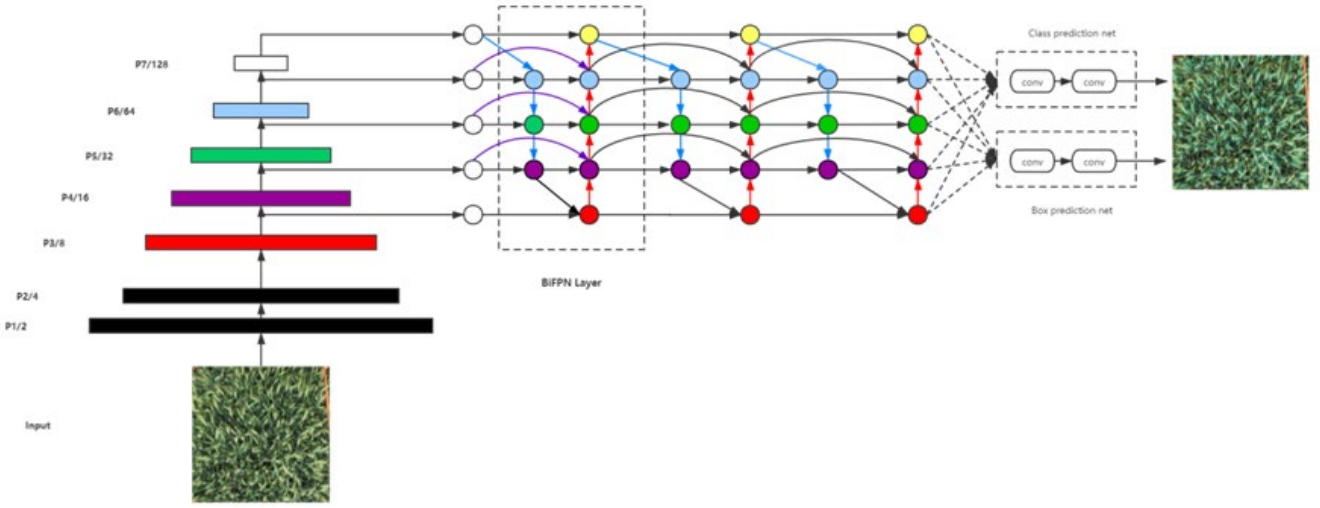 Class prediction net
P7/128
conv
conv
P6/64
P5/32
conv
conv
P4/16
Box prediction net
P3/8
BiFPN Layer
P2/4
P1/2
Input